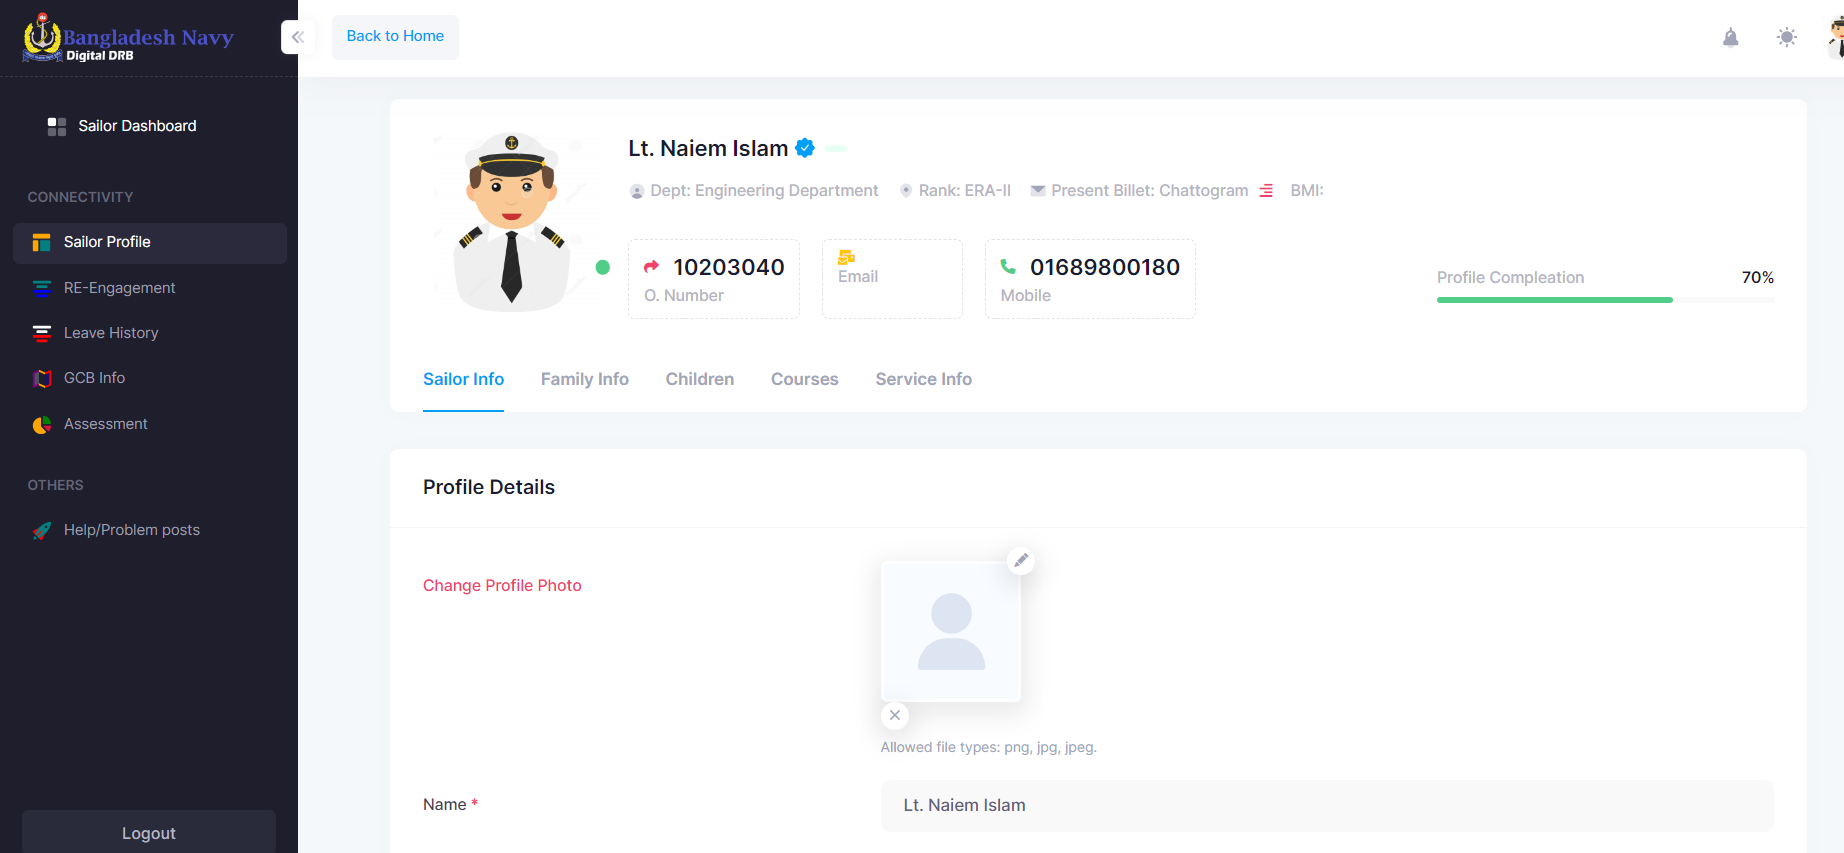 Bangladesh Navy
Digital DRB
Back to Home
Sailor Dashboard
CONNECTIVITY
Sailor Profile
RE-Engagement
Leave History
GCB Info
Assessment
OTHERS
Help/Problem posts
Logout
Lt. Naiem Islam
Dept: Engineering Department Rank: ERA-II Present Billet: Chattogram BMI:
10203040
O. Number
Email
01689800180
Mobile
Profile Compleation 70%
Sailor Info Family Info Children Courses Service Info
Profile Details
Change Profile Photo
Allowed file types: png, jpg, jpeg.
Name * Lt. Naiem Islam